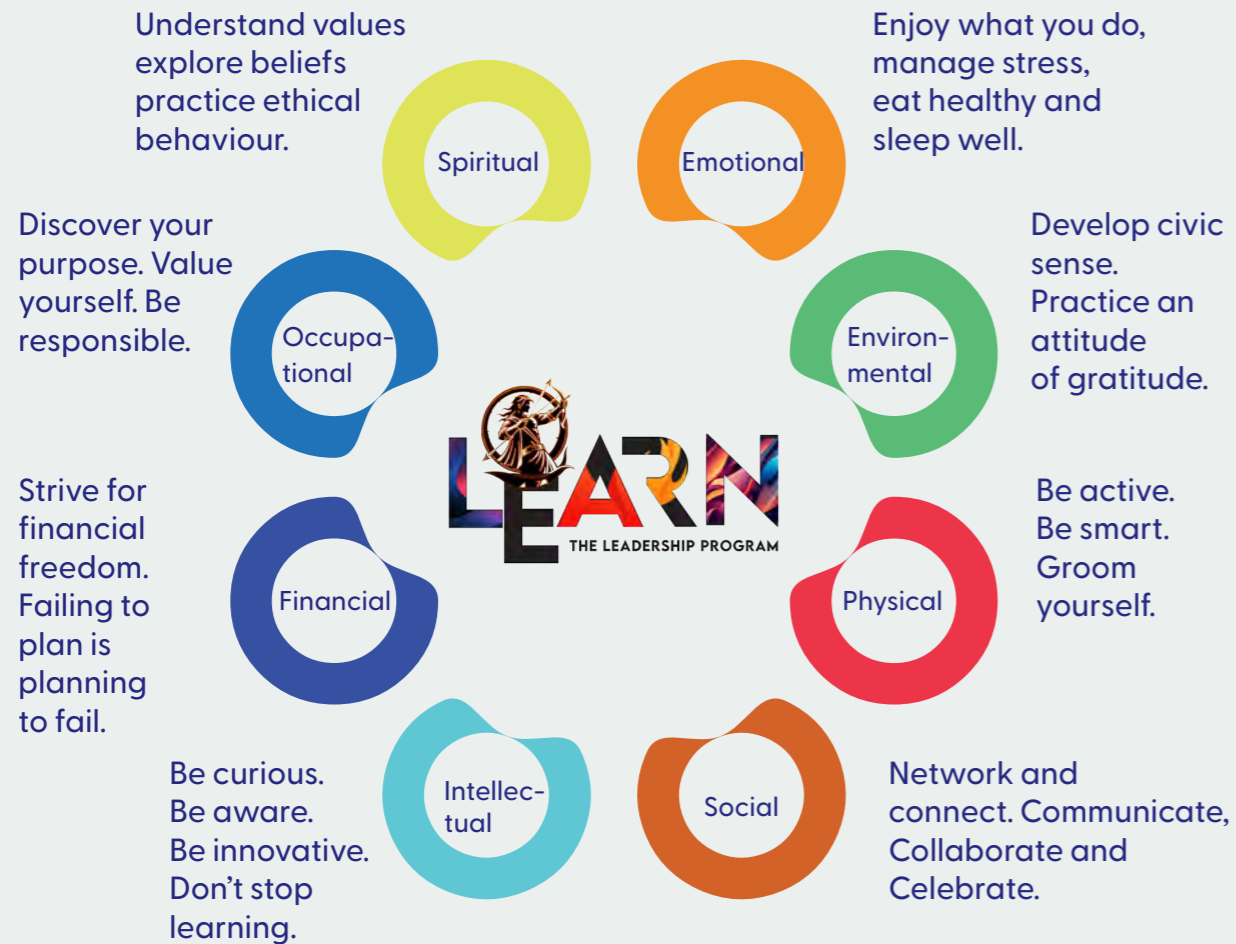 Understand values
explore beliefs
practice ethical
behaviour.
Spiritual
Enjoy what you do,
manage stress,
eat healthy and
sleep well.
Emotional
Discover your
purpose. Value
yourself. Be
responsible.
Occupa-
tional
Develop civic
sense.
Practice an
attitude
of gratitude.
Environ-
mental
LEARN
THE LEADERSHIP PROGRAM
Strive for
financial
freedom.
Failing to
plan is
planning
to fail.
Financial
Be active.
Be smart.
Groom
yourself.
Physical
Be curious.
Be aware.
Be innovative.
Don’t stop
learning.
Intellec-
tual
Network and
connect. Communicate,
Collaborate and
Celebrate.
Social